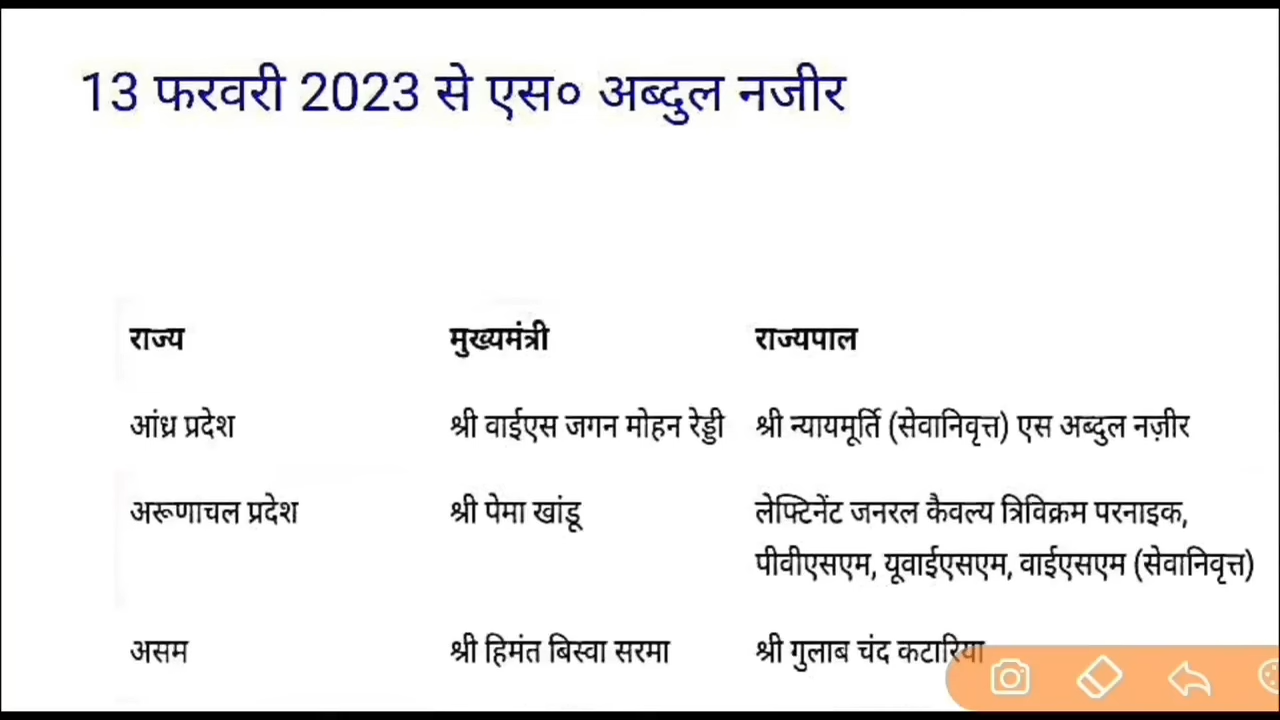 13 फरवरी 2023 से एस० अब्दुल नजीर
राज्य मुख्यमंत्री राज्यपाल
आंध्र प्रदेश श्री वाईएस जगन मोहन रेड्डी श्री न्यायमूर्ति (सेवानिवृत्त) एस अब्दुल नज़ीर
अरूणाचल प्रदेश श्री पेमा खांडू लेफ्टिनेंट जनरल कैवल्य त्रिविक्रम परनाइक,
पीवीएसएम, यूवाईएसएम, वाईएसएम (सेवानिवृत्त)
असम श्री हिमंत बिस्वा सरमा श्री गुलाब चंद कटारिया